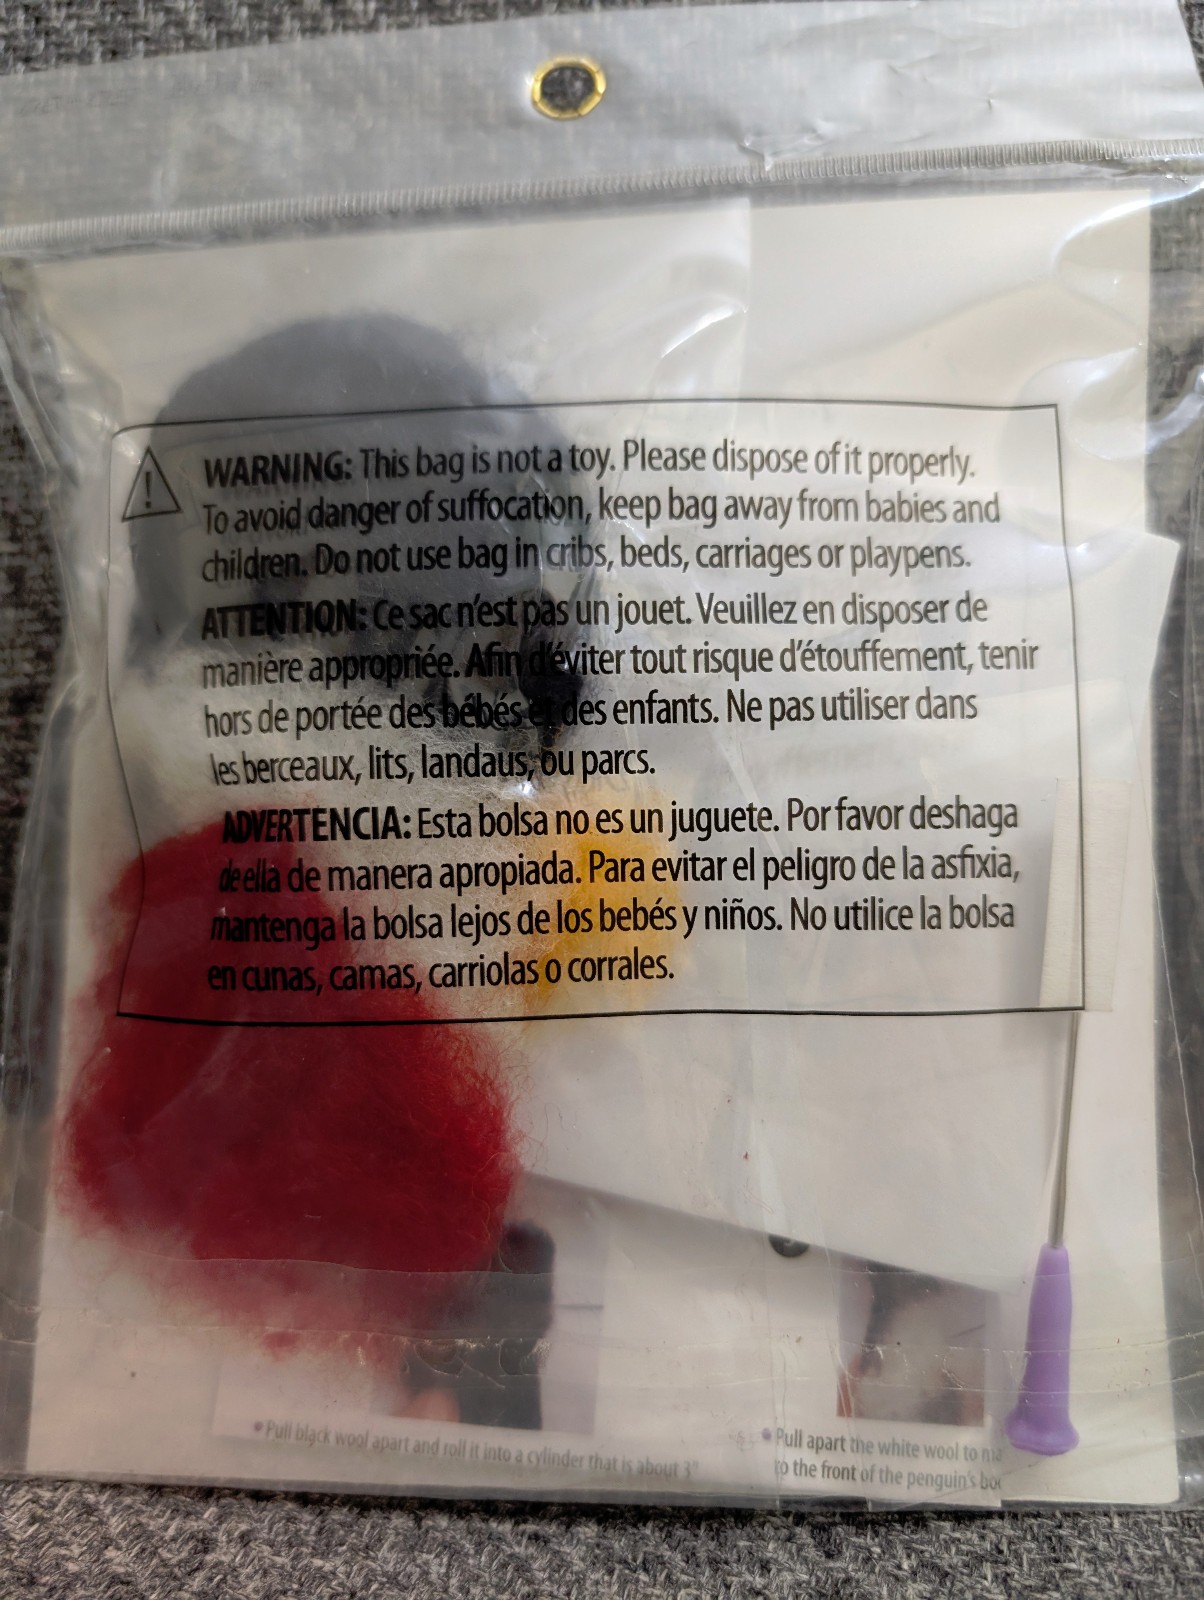 WARNING: This bag is not a toy. Please dispose of it properly.
To avoid danger of suffocation, keep bag away from babies and
children. Do not use bag in cribs, beds, carriages or playpens.
ATTENTION: Ce sac n'est pas un jouet. Veuillez en disposer de
manière appropriée. Afin d'éviter tout risque d'étouffement, tenir
hors de portée des bébés et des enfants. Ne pas utiliser dans
les berceaux, lits, landaus, ou parcs.
ADVERTENCIA: Esta bolsa no es un juguete. Por favor deshaga
de ella de manera apropiada. Para evitar el peligro de la asfixia,
mantenga la bolsa lejos de los bebés y niños. No utilice la bolsa
en cunas, camas, carriolas o corrales.
• Pull black wool apart and roll it into a cylinder that is about 3"
• Pull apart the white wool to
to the front of the penguin's